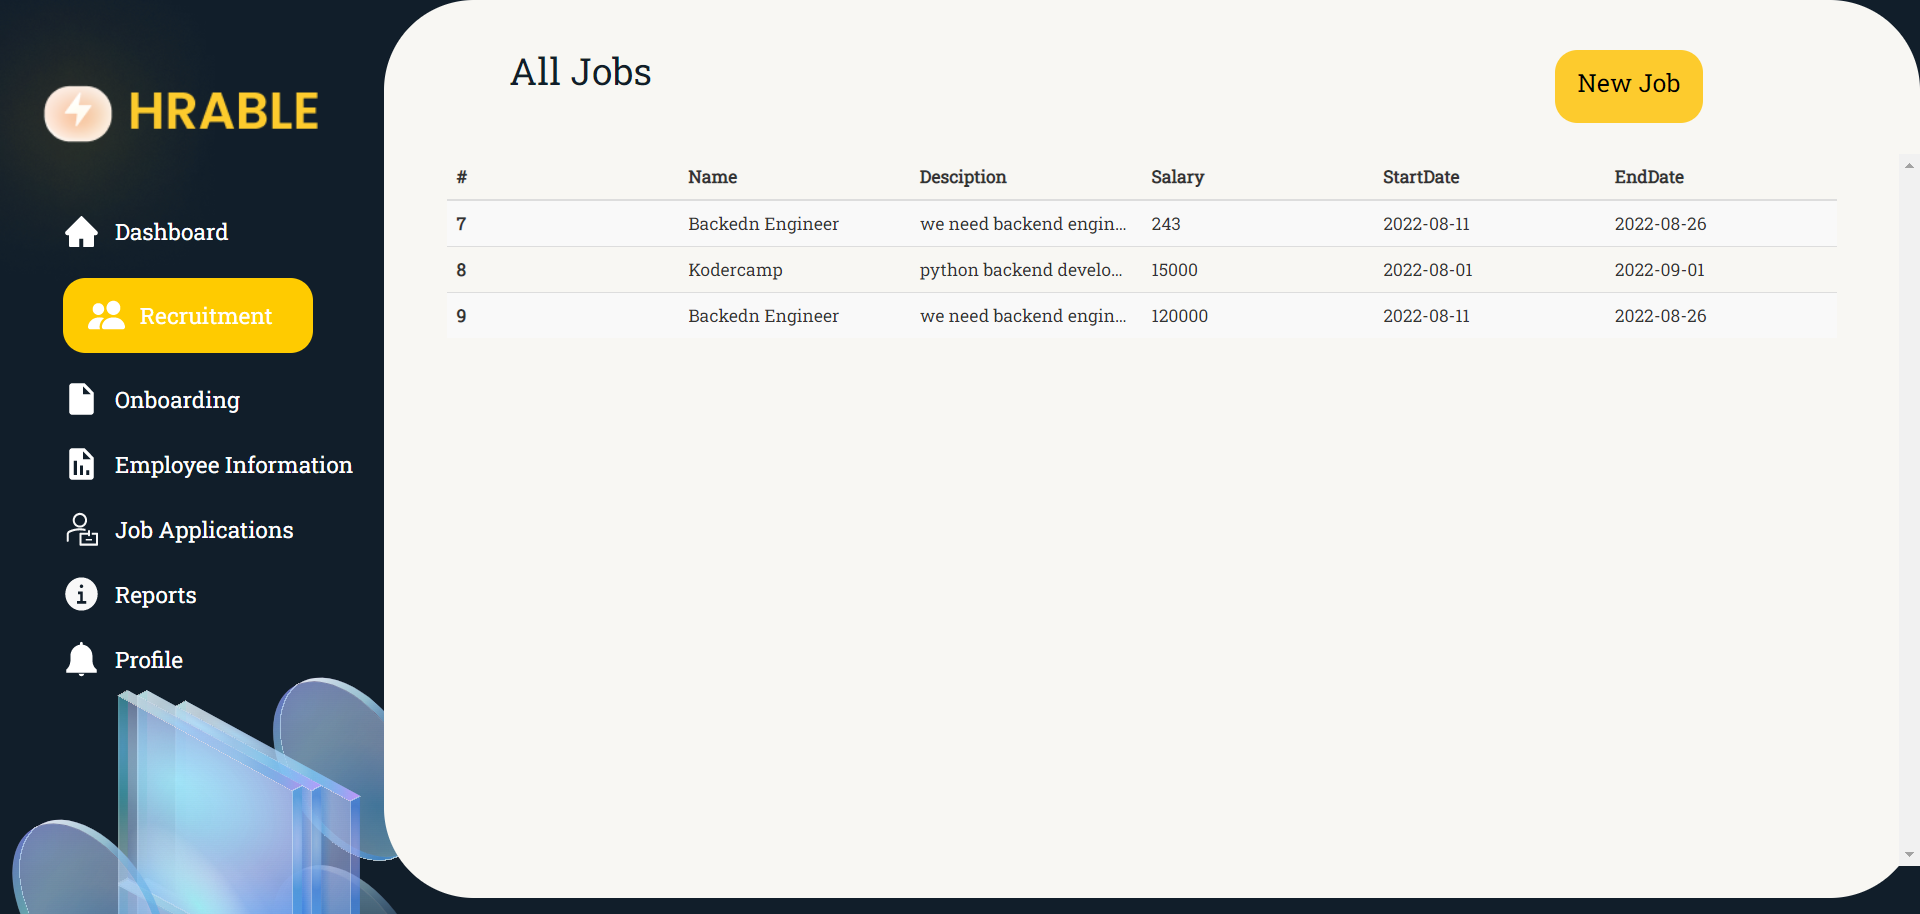 HRABLE
Dashboard
Recruitment
Onboarding
Employee Information
Job Applications
Reports
Profile
All Jobs
New Job
# Name Desciption Salary StartDate EndDate
7 Backedn Engineer we need backend engin... 243 2022-08-11 2022-08-26
8 Kodercamp python backend develo... 15000 2022-08-01 2022-09-01
9 Backedn Engineer we need backend engin... 120000 2022-08-11 2022-08-26